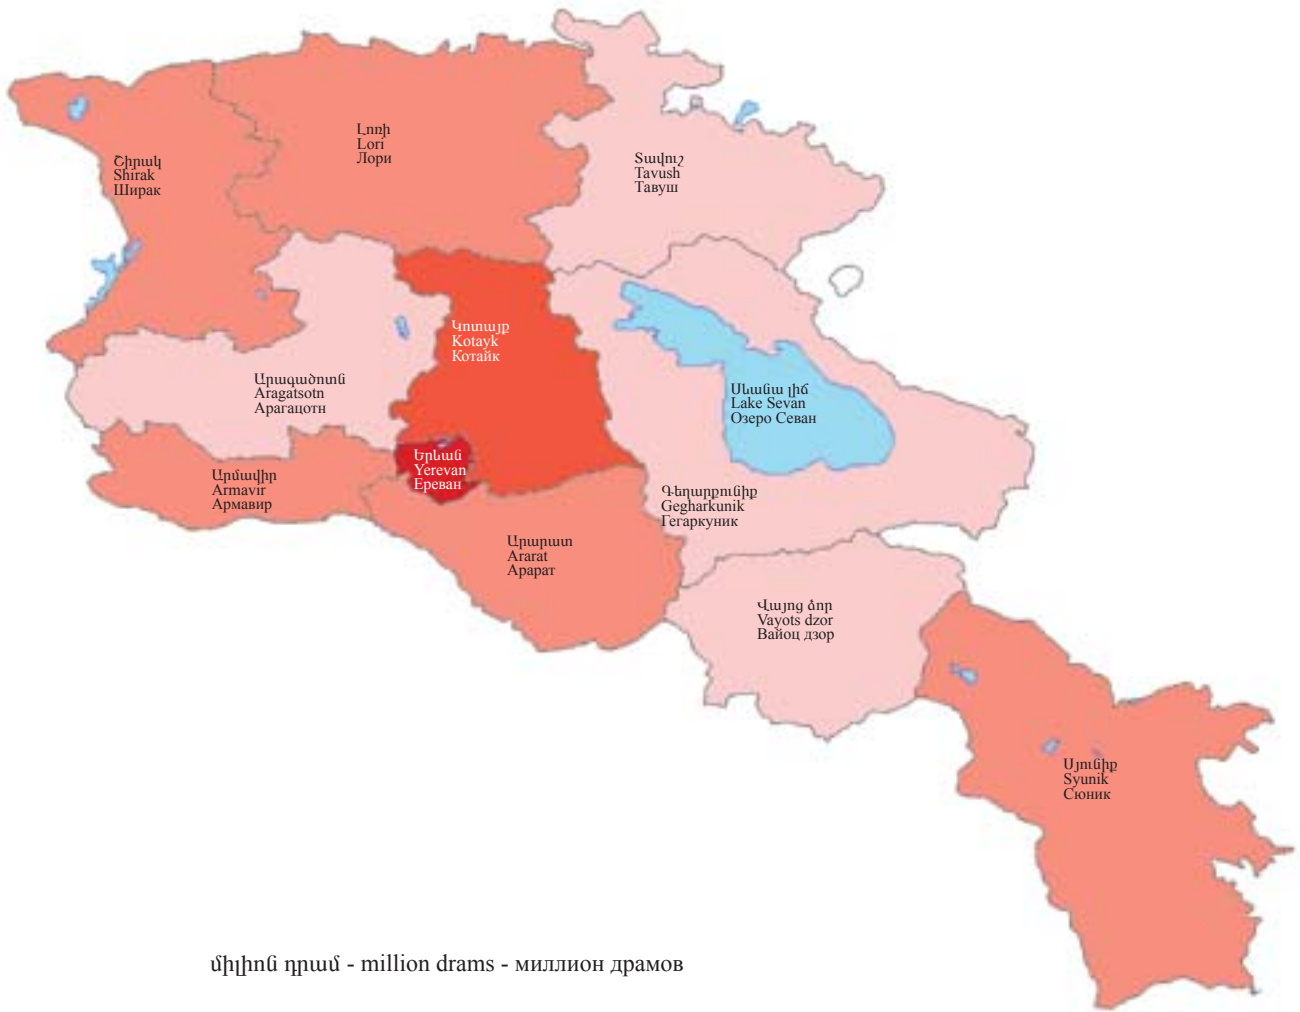 Լոռի
Lori
Лори
Շիրակ
Shirak
Ширак
Տավուշ
Tavush
Тавуш
Կոտայք
Kotayk
Котайк
Արագածոտն
Aragatsotn
Арагацотн
Սևանա լիճ
Lake Sevan
Озеро Севан
Երևան
Yerevan
Ереван
Արմավիր
Armavir
Армавир
Գեղարքունիք
Gegharkunik
Гегаркуник
Արարատ
Ararat
Арарат
Վայոց ձոր
Vayots dzor
Вайоц дзор
Սյունիք
Syunik
Сюник
միլիոն դրամ - million drams - миллион драмов